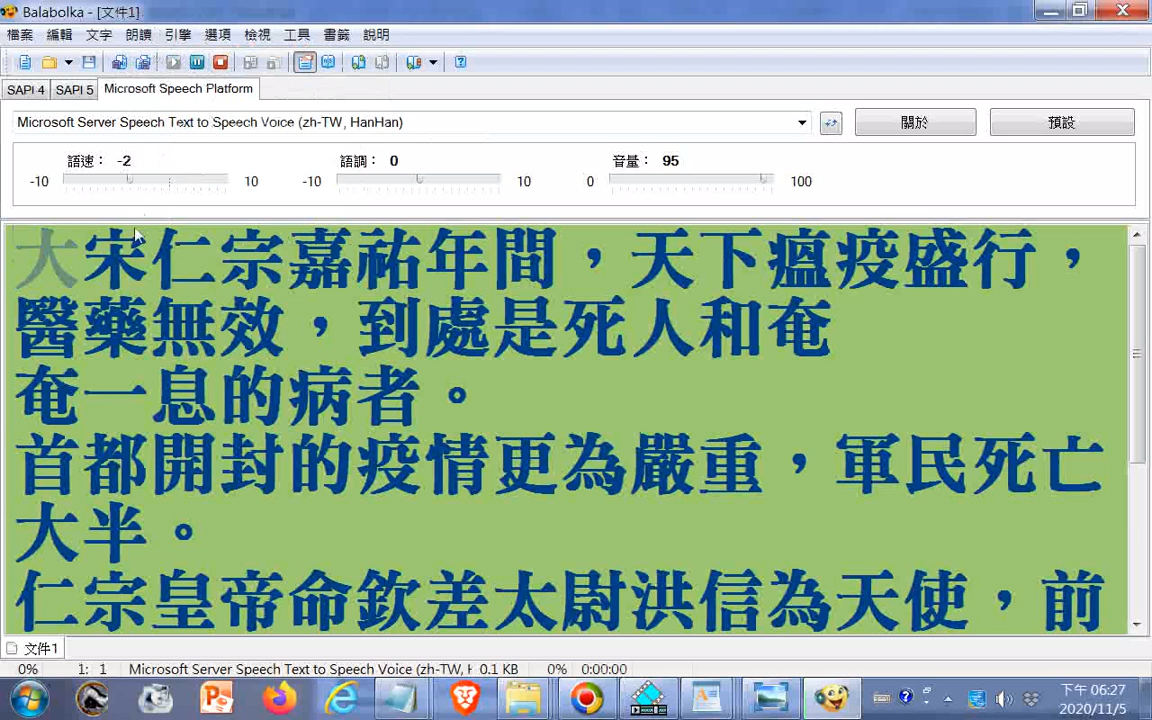 Balabolka - [文件1]
檔案 編輯 文字 朗讀 引擎 選項 檢視 工具 書籤 說明
SAPI 4 SAPI 5 Microsoft Speech Platform
Microsoft Server Speech Text to Speech Voice (zh-TW, HanHan) 關於 預設
語速： -2 語調： 0 音量： 95
-10 10 -10 10 0 100
大宋仁宗嘉祐年間，天下瘟疫盛行，
醫藥無效，到處是死人和奄
奄一息的病者。
首都開封的疫情更為嚴重，軍民死亡
大半。
仁宗皇帝命欽差太尉洪信為天使，前
文件1
0% 1: 1 Microsoft Server Speech Text to Speech Voice (zh-TW, H 0.1 KB 0% 0:00:00
下午 06:27
2020/11/5